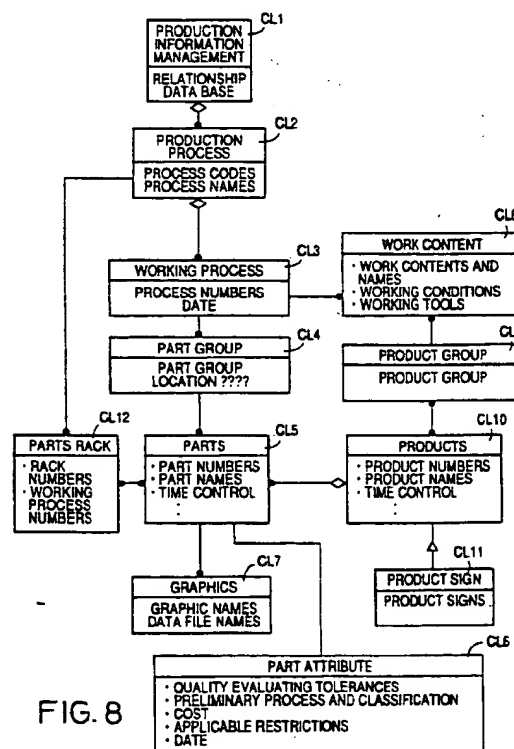 CL1
PRODUCTION
INFORMATION
MANAGEMENT
RELATIONSHIP
DATA BASE
CL2
PRODUCTION
PROCESS
PROCESS CODES
PROCESS NAMES
CL3
WORKING PROCESS
PROCESS NUMBERS
DATE
WORK CONTENT
· WORK CONTENTS AND
NAMES
· WORKING CONDITIONS
· WORKING TOOLS
CL4
PART GROUP
PART GROUP
LOCATION ????
PRODUCT GROUP
PRODUCT GROUP
CL12
PARTS RACK
· RACK
NUMBERS
· WORKING
PROCESS
NUMBERS
CL5
PARTS
· PART NUMBERS
· PART NAMES
· TIME CONTROL
:
CL10
PRODUCTS
· PRODUCT NUMBERS
· PRODUCT NAMES
· TIME CONTROL
:
CL7
GRAPHICS
GRAPHIC NAMES
DATA FILE NAMES
CL11
PRODUCT SIGN
PRODUCT SIGNS
CL6
PART ATTRIBUTE
· QUALITY EVALUATING TOLERANCES
· PRELIMINARY PROCESS AND CLASSIFICATION
· COST
· APPLICABLE RESTRICTIONS
· DATE
FIG. 8